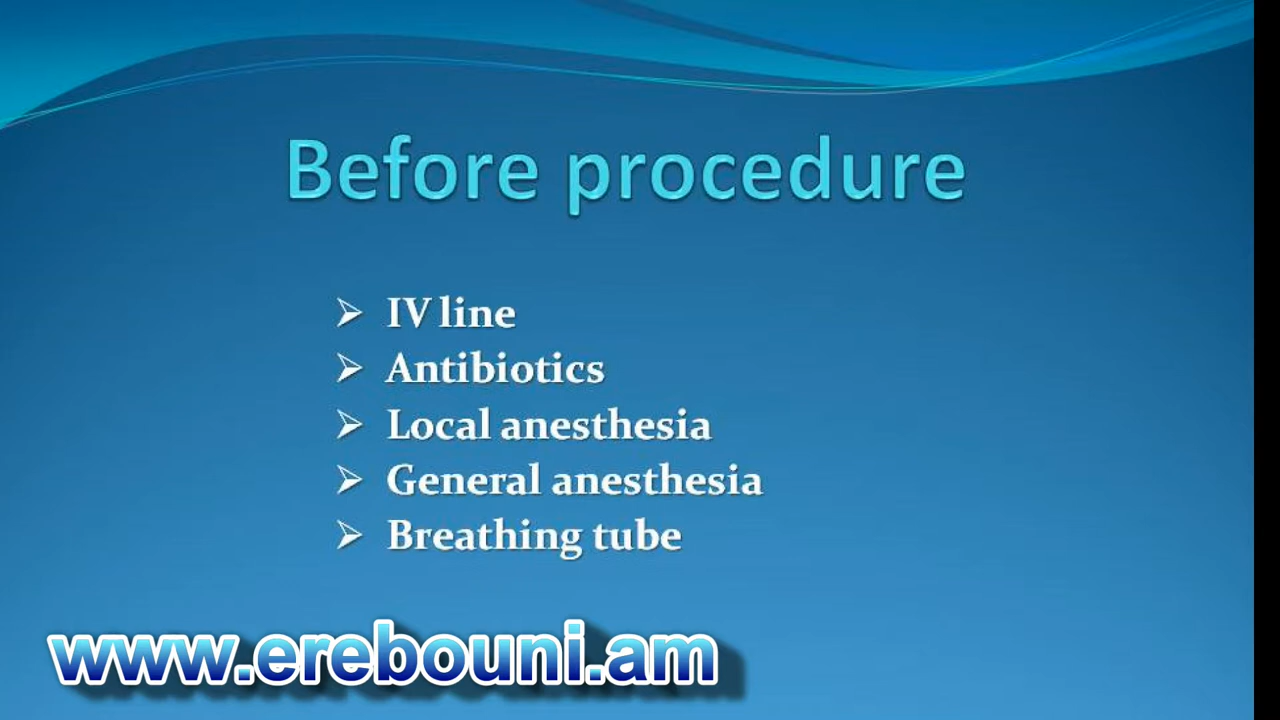 Before procedure
IV line
Antibiotics
Local anesthesia
General anesthesia
Breathing tube
www.erebouni.am